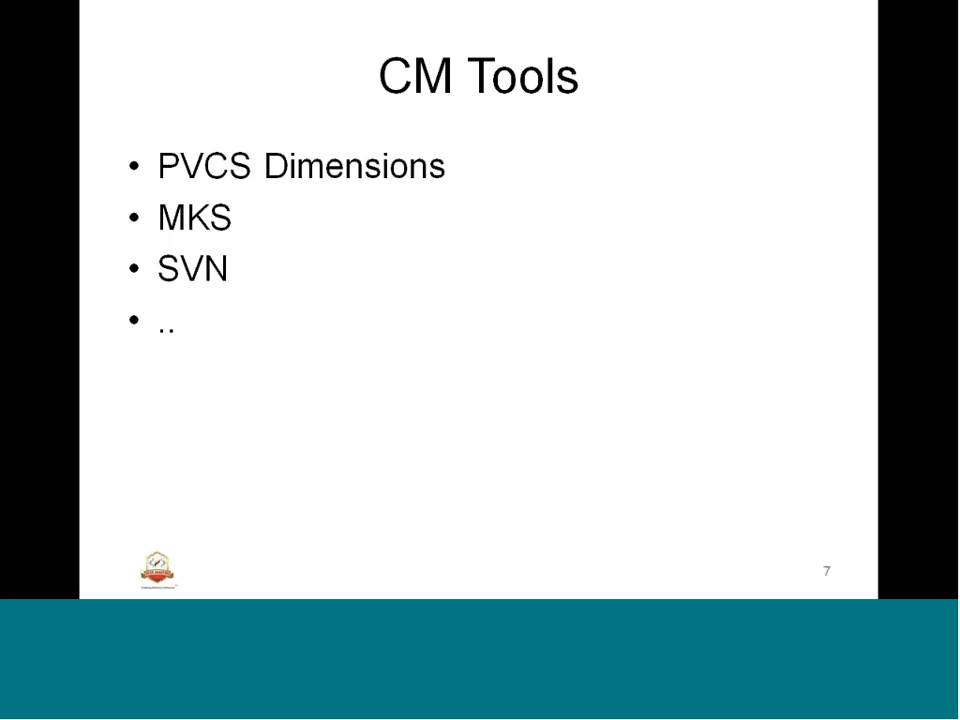 CM Tools
• PVCS Dimensions
• MKS
• SVN
• ..
7